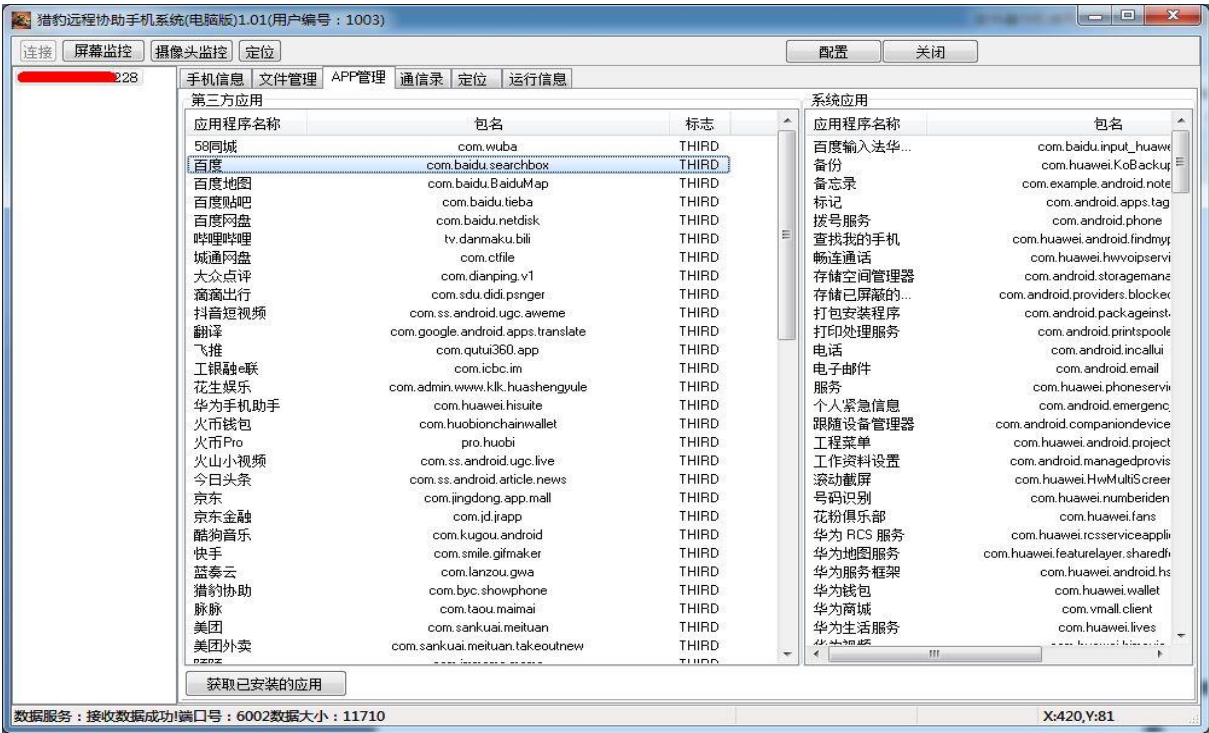 猎豹远程协助手机系统(电脑版)1.01(用户编号：1003)
连接 屏幕监控 摄像头监控 定位 配置 关闭
228
手机信息 文件管理 APP管理 通信录 定位 运行信息
第三方应用 系统应用
应用程序名称 包名 标志 应用程序名称 包名
58同城 com.wuba THIRD 百度输入法华... com.baidu.input_huawe
百度 com.baidu.searchbox THIRD 备份 com.huawei.KoBackup
百度地图 com.baidu.BaiduMap THIRD 备忘录 com.example.android.note
百度贴吧 com.baidu.tieba THIRD 标记 com.android.apps.tag
百度网盘 com.baidu.netdisk THIRD 拨号服务 com.android.phone
哔哩哔哩 tv.danmaku.bili THIRD 查找我的手机 com.huawei.android.findmyp
城通网盘 com.ctfile THIRD 畅连通话 com.huawei.hwvoipservi
大众点评 com.dianping.v1 THIRD 存储空间管理器 com.android.storagemana
滴滴出行 com.sdu.didi.psnger THIRD 存储已屏蔽的... com.android.providers.blocked
抖音短视频 com.ss.android.ugc.aweme THIRD 打包安装程序 com.android.packageinst
翻译 com.google.android.apps.translate THIRD 打印处理服务 com.android.printspoole
飞推 com.qutui360.app THIRD 电话 com.android.incallui
工银融e联 com.icbc.im THIRD 电子邮件 com.android.email
花生娱乐 com.admin.www.klk.huashengyule THIRD 服务 com.huawei.phoneservi
华为手机助手 com.huawei.hisuite THIRD 个人紧急信息 com.android.emergenc
火币钱包 com.huobionchainwallet THIRD 跟随设备管理器 com.android.companiondevice
火币Pro pro.huobi THIRD 工程菜单 com.huawei.android.project
火山小视频 com.ss.android.ugc.live THIRD 工作资料设置 com.android.managedprovis
今日头条 com.ss.android.article.news THIRD 滚动截屏 com.huawei.HwMultiScreer
京东 com.jingdong.app.mall THIRD 号码识别 com.huawei.numberiden
京东金融 com.jd.jrapp THIRD 花粉俱乐部 com.huawei.fans
酷狗音乐 com.kugou.android THIRD 华为 RCS 服务 com.huawei.rcsserviceappli
快手 com.smile.gifmaker THIRD 华为地图服务 com.huawei.featurelayer.sharedf
蓝奏云 com.lanzou.gwa THIRD 华为服务框架 com.huawei.android.hs
猎豹协助 com.byc.showphone THIRD 华为钱包 com.huawei.wallet
脉脉 com.taou.maimai THIRD 华为商城 com.vmall.client
美团 com.sankuai.meituan THIRD 华为生活服务 com.huawei.lives
美团外卖 com.sankuai.meituan.takeoutnew THIRD
获取已安装的应用
数据服务：接收数据成功!端口号：6002数据大小：11710 X:420,Y:81